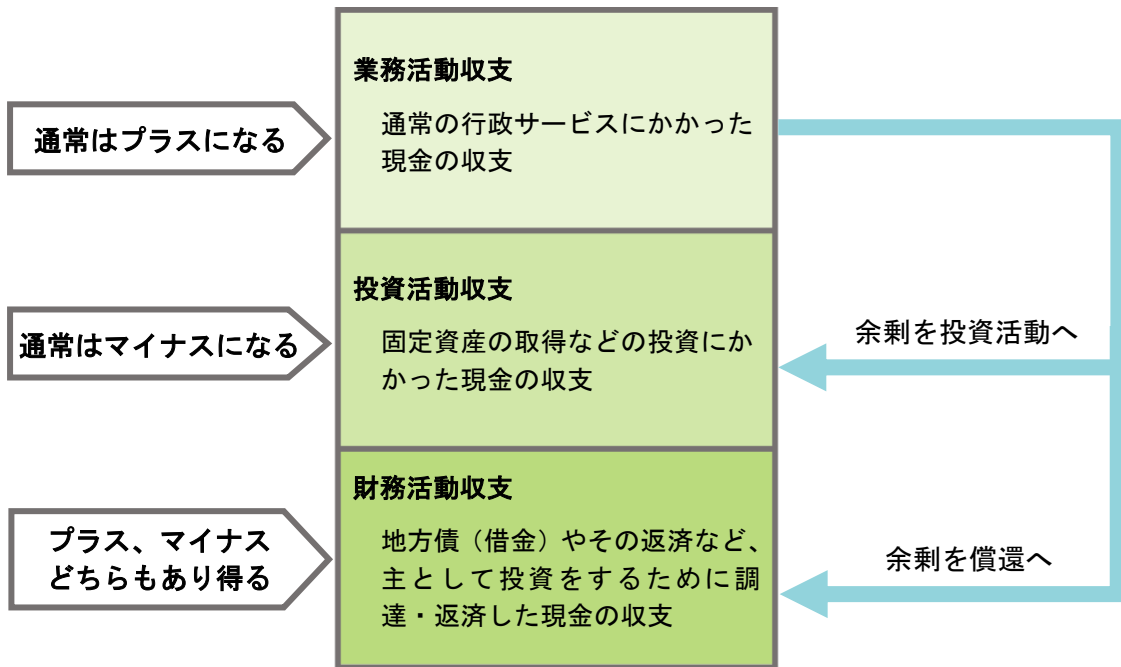 業務活動収支
通常の行政サービスにかかった
現金の収支
通常はプラスになる
投資活動収支
固定資産の取得などの投資にか
かった現金の収支
通常はマイナスになる
余剰を投資活動へ
財務活動収支
地方債（借金）やその返済など、
主として投資をするために調
達・返済した現金の収支
プラス、マイナス
どちらもあり得る
余剰を償還へ